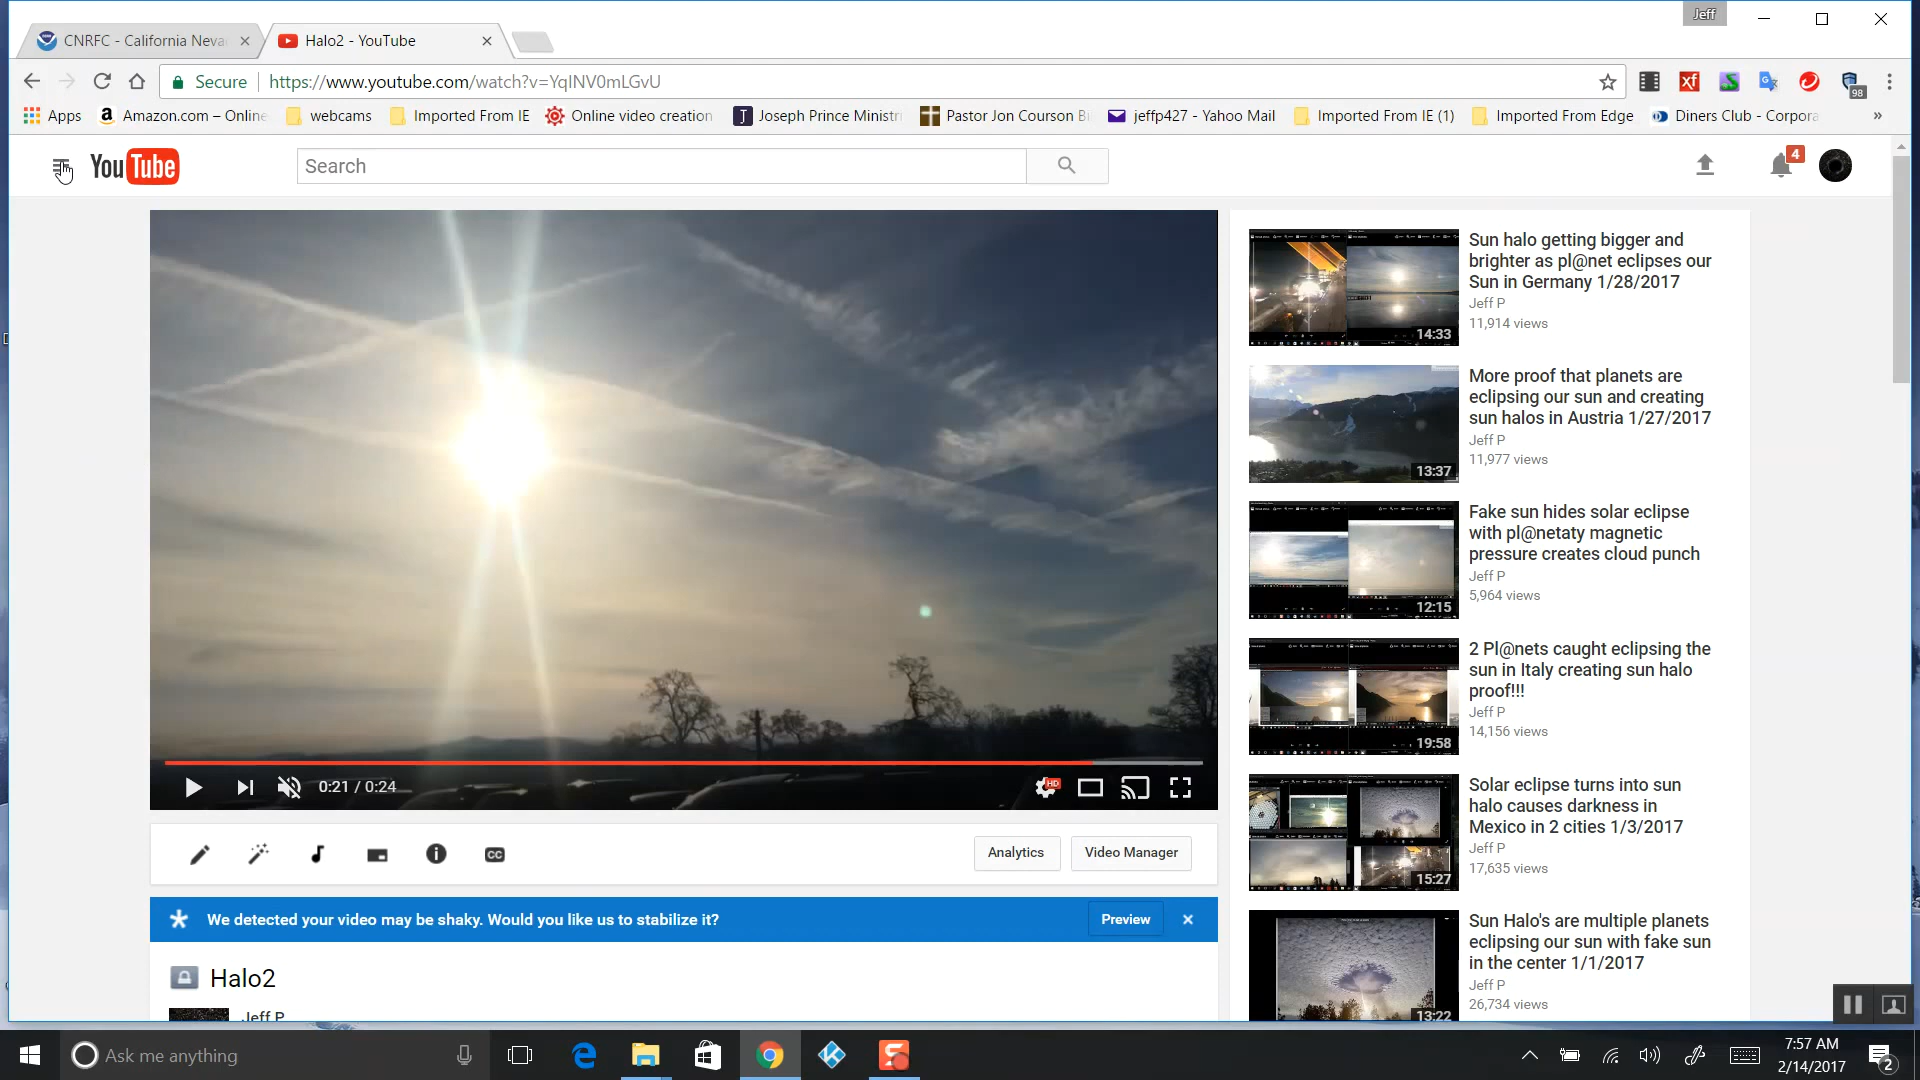 Jeff
CNRFC - California Neva
Halo2 - YouTube
Secure https://www.youtube.com/watch?v=YqINV0mLGvU
98
Apps
Amazon.com – Online
webcams
Imported From IE
Online video creation
Joseph Prince Ministri
Pastor Jon Courson Bi
jeffp427 - Yahoo Mail
Imported From IE (1)
Imported From Edge
Diners Club - Corpora
YouTube
Search
4
0:21 / 0:24
HD
CC
Analytics
Video Manager
We detected your video may be shaky. Would you like us to stabilize it?
Preview
Halo2
Jeff P
14:33
Sun halo getting bigger and
brighter as pl@net eclipses our
Sun in Germany 1/28/2017
Jeff P
11,914 views
13:37
More proof that planets are
eclipsing our sun and creating
sun halos in Austria 1/27/2017
Jeff P
11,977 views
12:15
Fake sun hides solar eclipse
with pl@netaty magnetic
pressure creates cloud punch
Jeff P
5,964 views
19:58
2 Pl@nets caught eclipsing the
sun in Italy creating sun halo
proof!!!
Jeff P
14,156 views
15:27
Solar eclipse turns into sun
halo causes darkness in
Mexico in 2 cities 1/3/2017
Jeff P
17,635 views
13:22
Sun Halo's are multiple planets
eclipsing our sun with fake sun
in the center 1/1/2017
Jeff P
26,734 views
Ask me anything
7:57 AM
2/14/2017
2